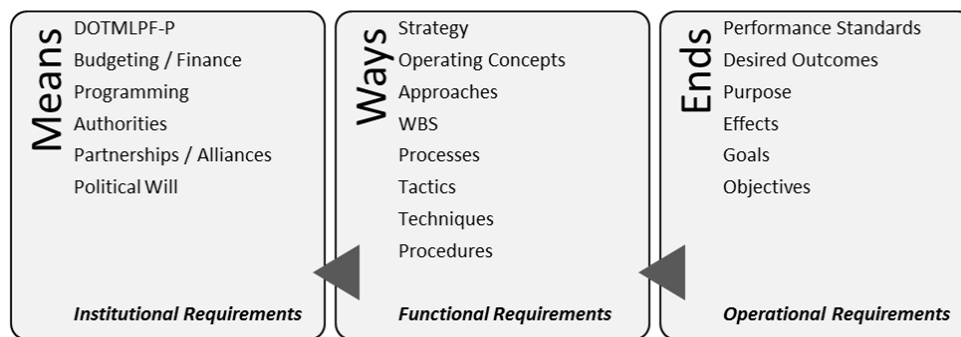 Means
DOTMLPF-P
Budgeting / Finance
Programming
Authorities
Partnerships / Alliances
Political Will
Institutional Requirements
Ways
Strategy
Operating Concepts
Approaches
WBS
Processes
Tactics
Techniques
Procedures
Functional Requirements
Ends
Performance Standards
Desired Outcomes
Purpose
Effects
Goals
Objectives
Operational Requirements